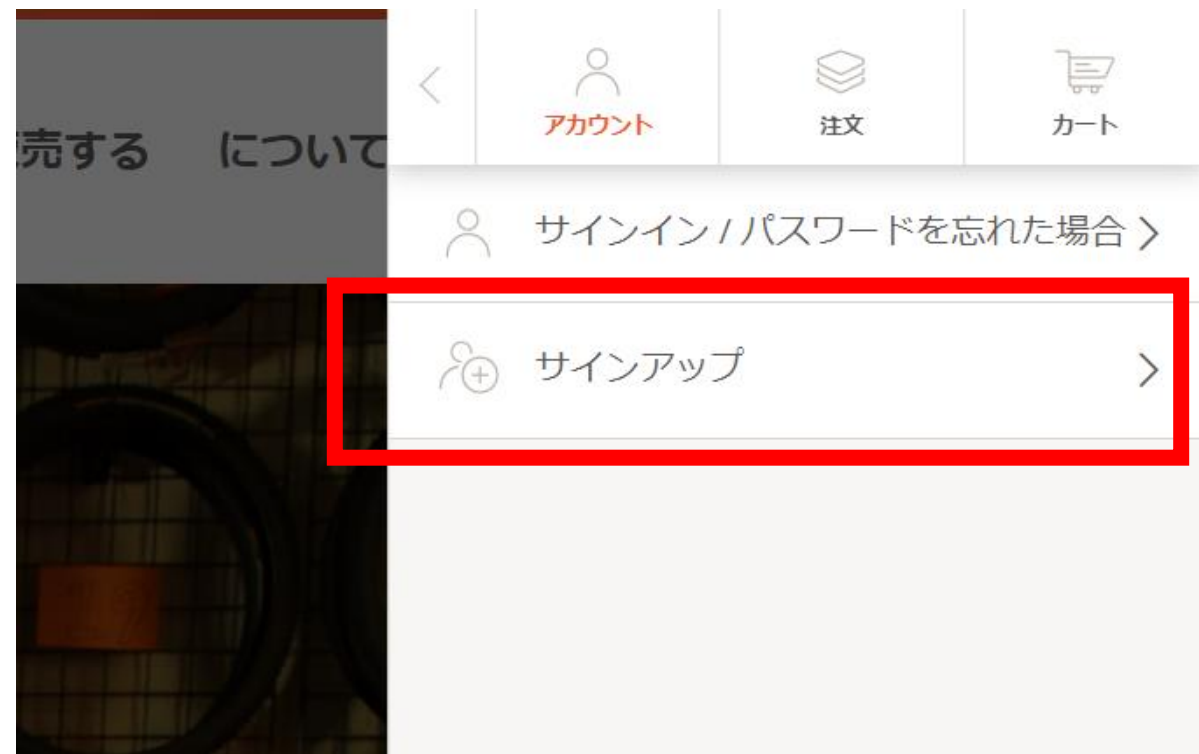 アカウント
注文
カート
売する について
サインイン / パスワードを忘れた場合
サインアップ